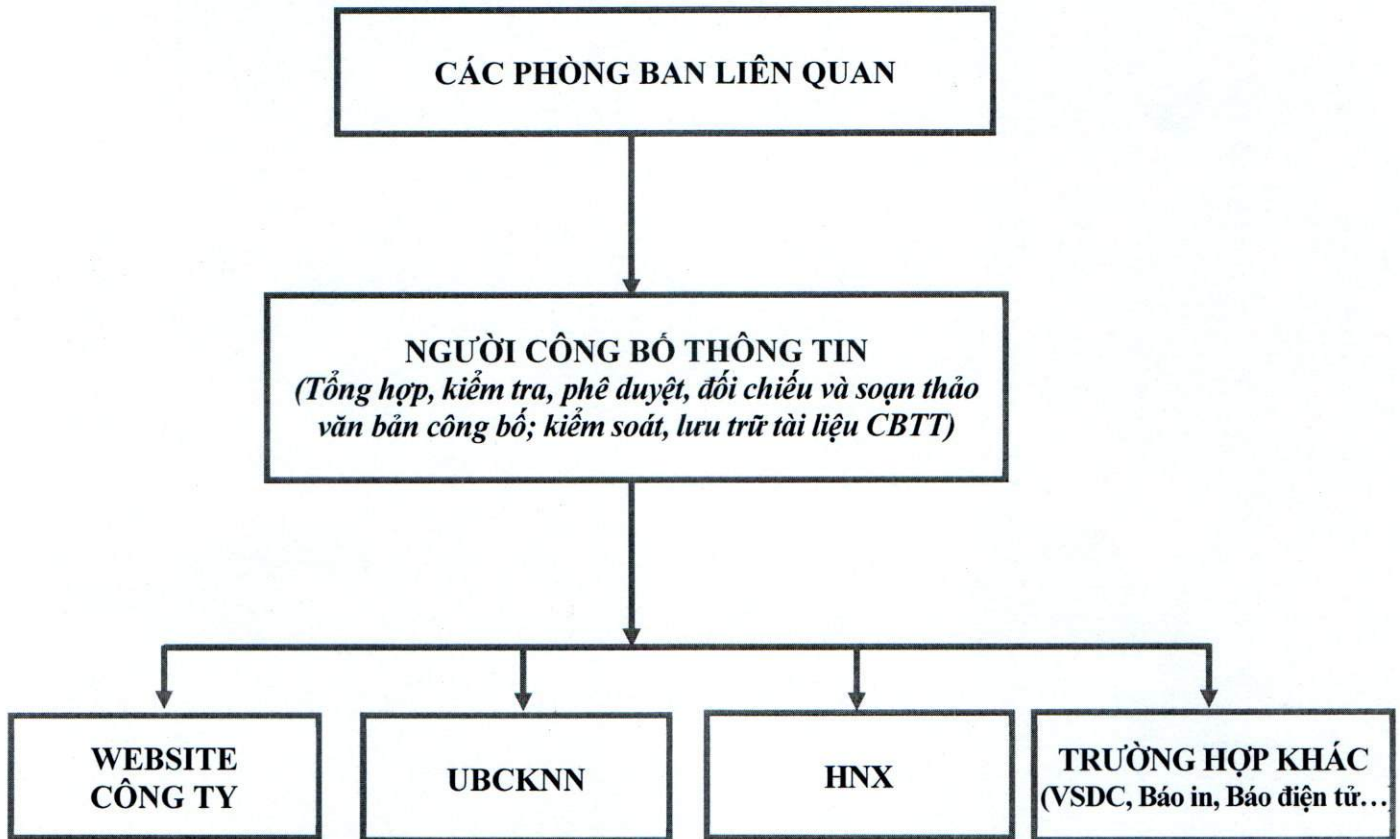 CÁC PHÒNG BAN LIÊN QUAN
NGƯỜI CÔNG BỐ THÔNG TIN
(Tổng hợp, kiểm tra, phê duyệt, đối chiếu và soạn thảo
văn bản công bố; kiểm soát, lưu trữ tài liệu CBTT)
WEBSITE
CÔNG TY
UBCKNN
HNX
TRƯỜNG HỢP KHÁC
(VSDC, Báo in, Báo điện tử…